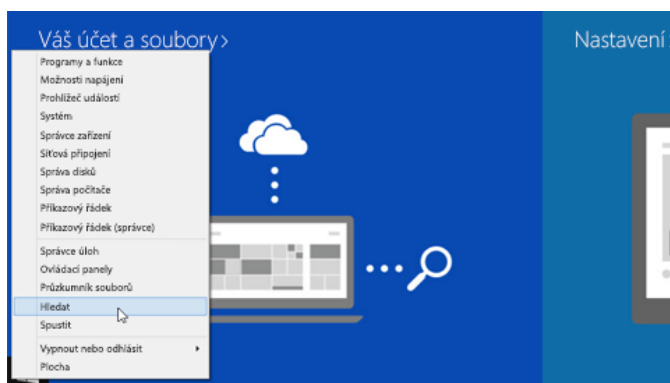 Váš účet a soubory>
Nastavení
Programy a funkce
Možnosti napájení
Prohlížeč událostí
Systém
Správce zařízení
Síťová připojení
Správa disků
Správa počítače
Příkazový řádek
Příkazový řádek (správce)
Správce úloh
Ovládací panely
Průzkumník souborů
Hledat
Spustit
Vypnout nebo odhlásit
Plocha